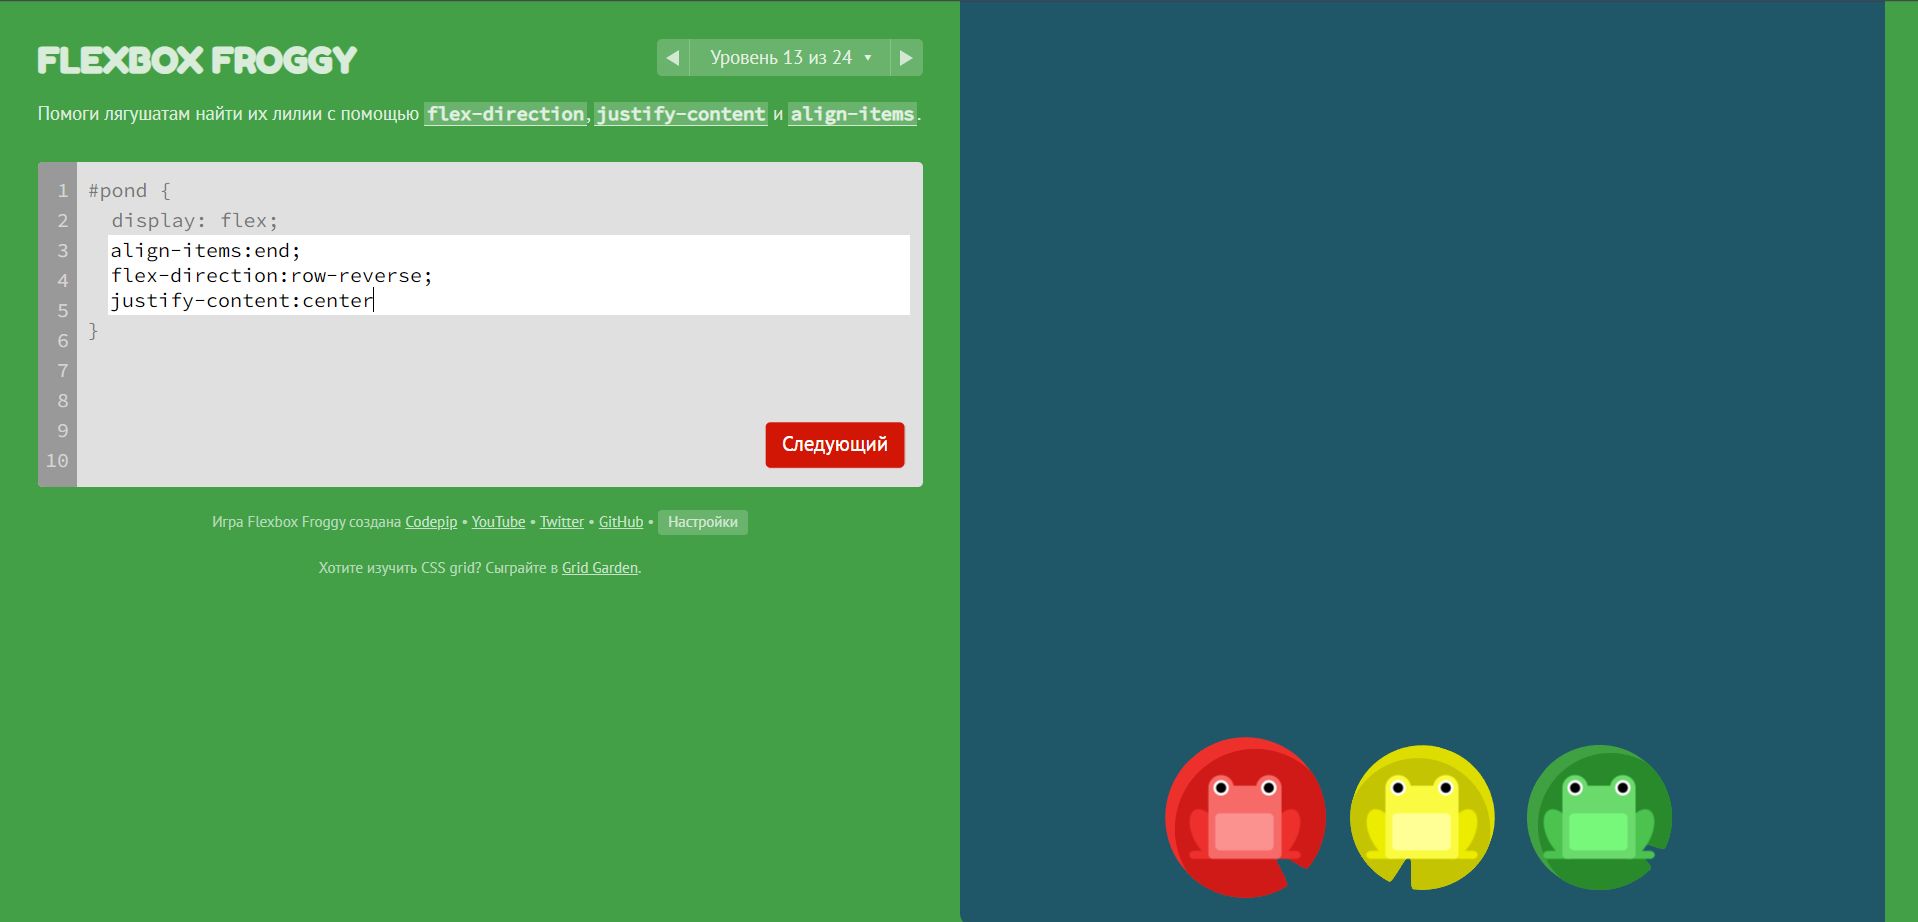 FLEXBOX FROGGY
◀ Уровень 13 из 24 ▼ ▶
Помоги лягушатам найти их лилии с помощью flex-direction, justify-content и align-items.
1 #pond {
2 display: flex;
3 align-items:end;
4 flex-direction:row-reverse;
5 justify-content:center
6 }
7
8
9
10
Следующий
Игра Flexbox Froggy создана Codepip • YouTube • Twitter • GitHub • Настройки
Хотите изучить CSS grid? Сыграйте в Grid Garden.